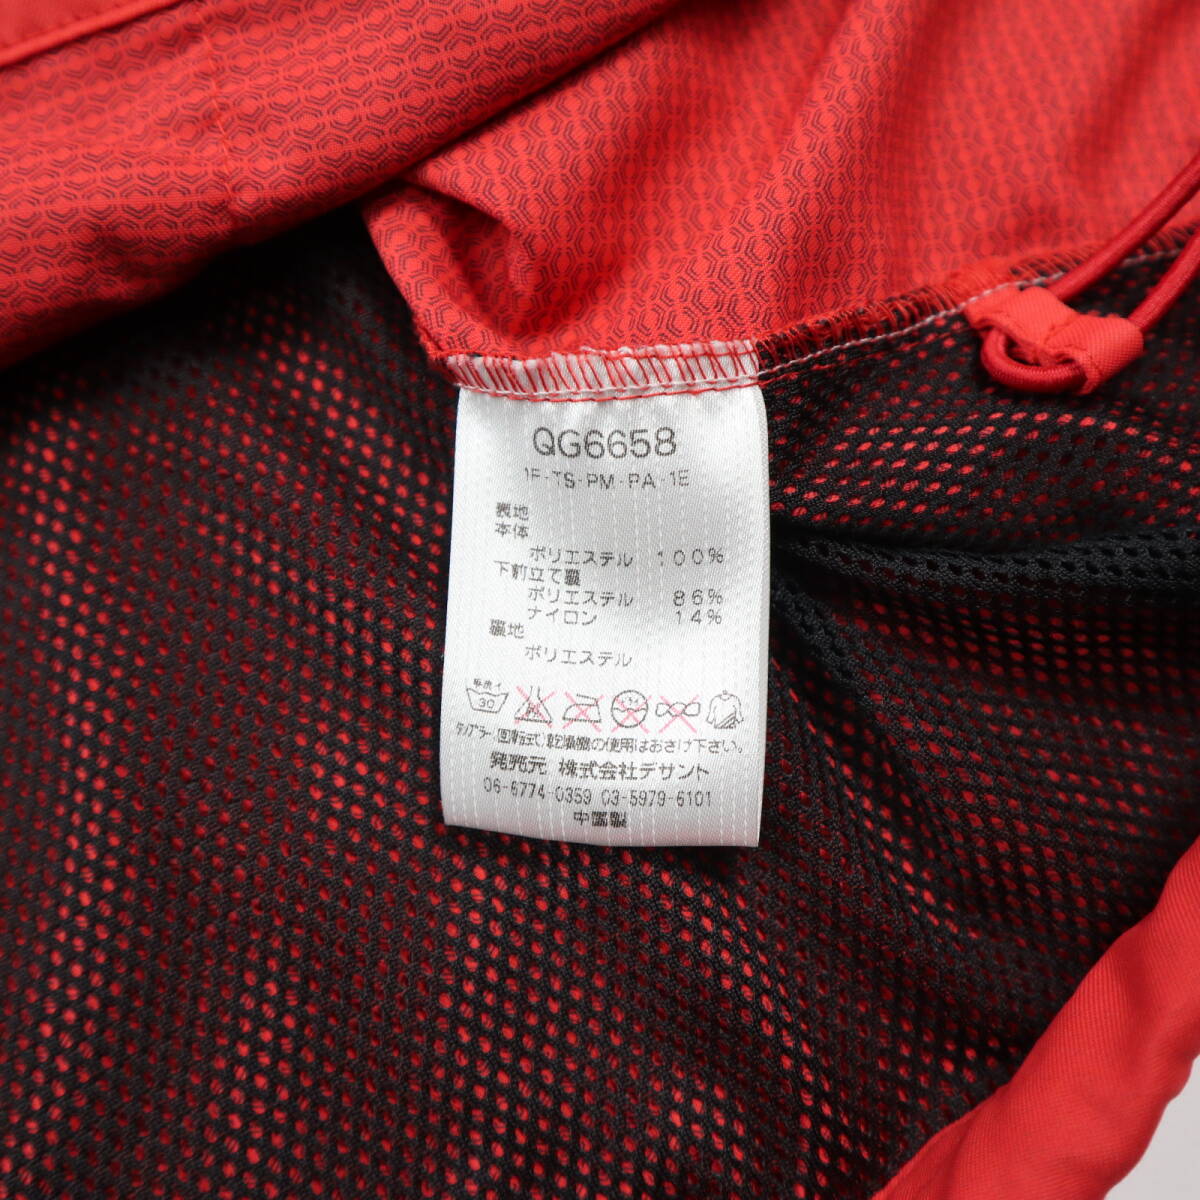 QG6658
1F-TS-PM-PA-1E
表地
本体
ポリエステル 100%
下前立て裏
ポリエステル 86%
ナイロン 14%
裏地
ポリエステル
手洗イ
30
タンブラー(回転式)乾燥機の使用はおさけ下さい。
発売元 株式会社デサント
06-6774-0359 03-5979-6101
中国製